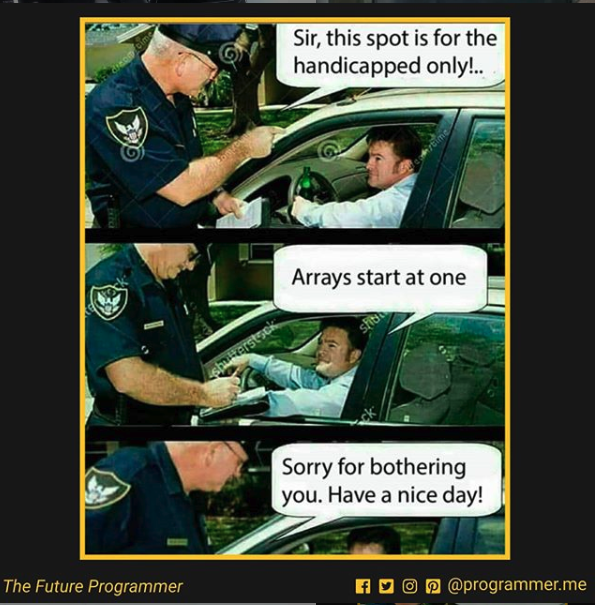 Sir, this spot is for the
handicapped only!..
Arrays start at one
shutterstock
Sorry for bothering
you. Have a nice day!
The Future Programmer
@programmer.me